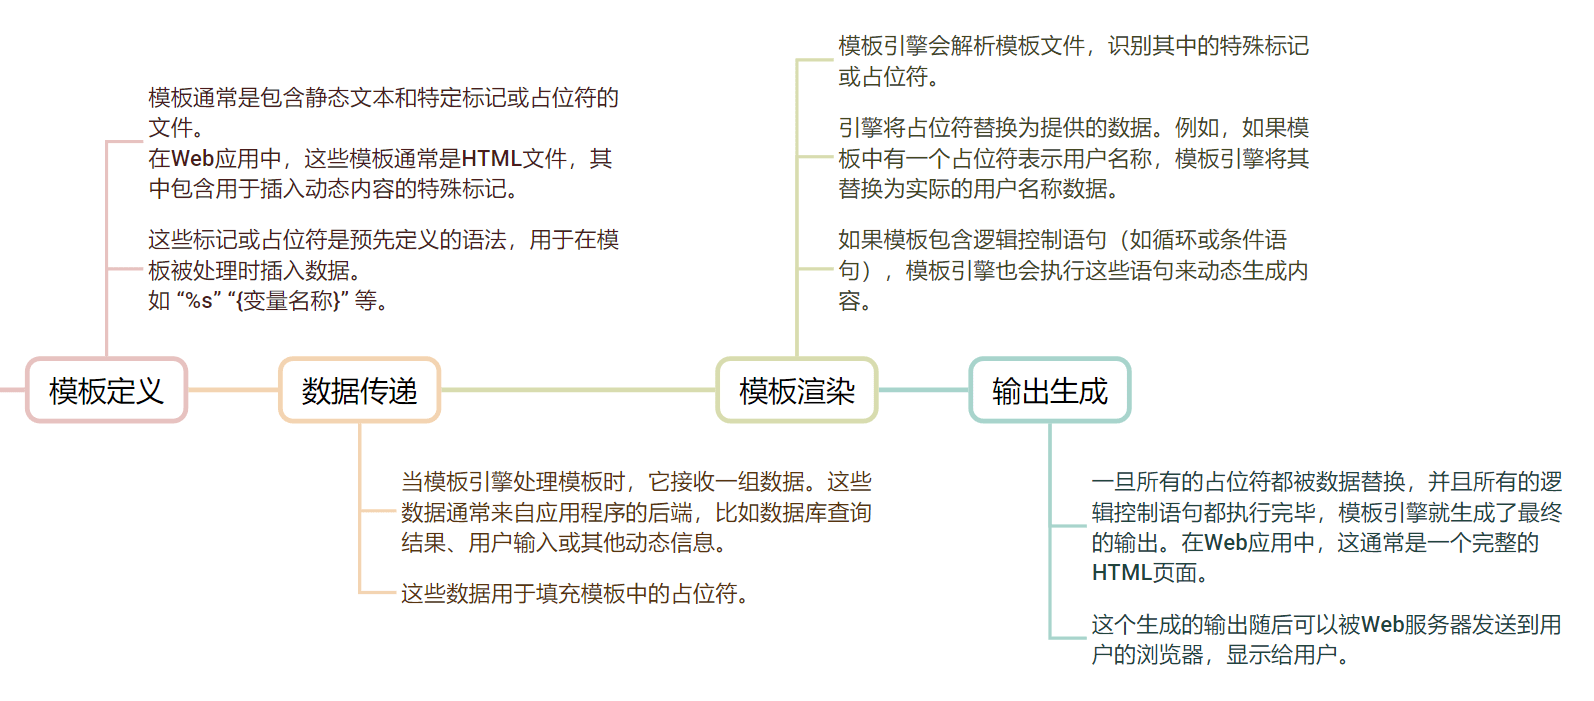 模板通常是包含静态文本和特定标记或占位符的
文件。
在Web应用中，这些模板通常是HTML文件，其
中包含用于插入动态内容的特殊标记。
这些标记或占位符是预先定义的语法，用于在模
板被处理时插入数据。
如 “%s” “{变量名称}” 等。
模板定义
数据传递
当模板引擎处理模板时，它接收一组数据。这些
数据通常来自应用程序的后端，比如数据库查询
结果、用户输入或其他动态信息。
这些数据用于填充模板中的占位符。
模板引擎会解析模板文件，识别其中的特殊标记
或占位符。
引擎将占位符替换为提供的数据。例如，如果模
板中有一个占位符表示用户名称，模板引擎将其
替换为实际的用户名称数据。
如果模板包含逻辑控制语句（如循环或条件语
句），模板引擎也会执行这些语句来动态生成内
容。
模板渲染
输出生成
一旦所有的占位符都被数据替换，并且所有的逻
辑控制语句都执行完毕，模板引擎就生成了最终
的输出。在Web应用中，这通常是一个完整的
HTML页面。
这个生成的输出随后可以被Web服务器发送到用
户的浏览器，显示给用户。